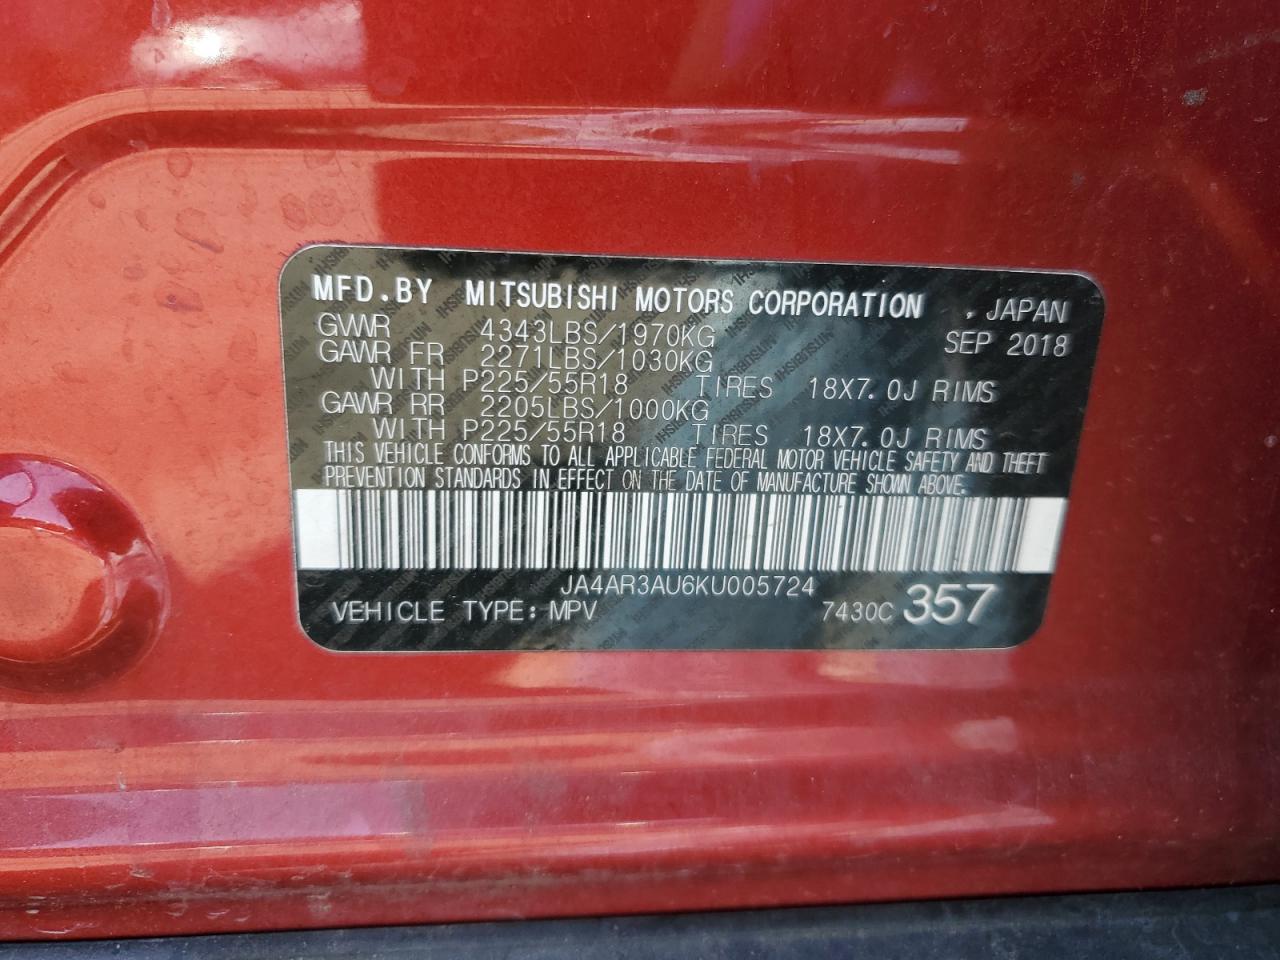 MFD.BY MITSUBISHI MOTORS CORPORATION , JAPAN
GVWR 4343LBS/1970KG SEP 2018
GAWR FR 2271LBS/1030KG
WITH P225/55R18 TIRES 18X7.0J RIMS
GAWR RR 2205LBS/1000KG
WITH P225/55R18 TIRES 18X7.0J RIMS
THIS VEHICLE CONFORMS TO ALL APPLICABLE FEDERAL MOTOR VEHICLE SAFETY AND THEFT
PREVENTION STANDARDS IN EFFECT ON THE DATE OF MANUFACTURE SHOWN ABOVE.
JA4AR3AU6KU005724
VEHICLE TYPE: MPV 7430C 357